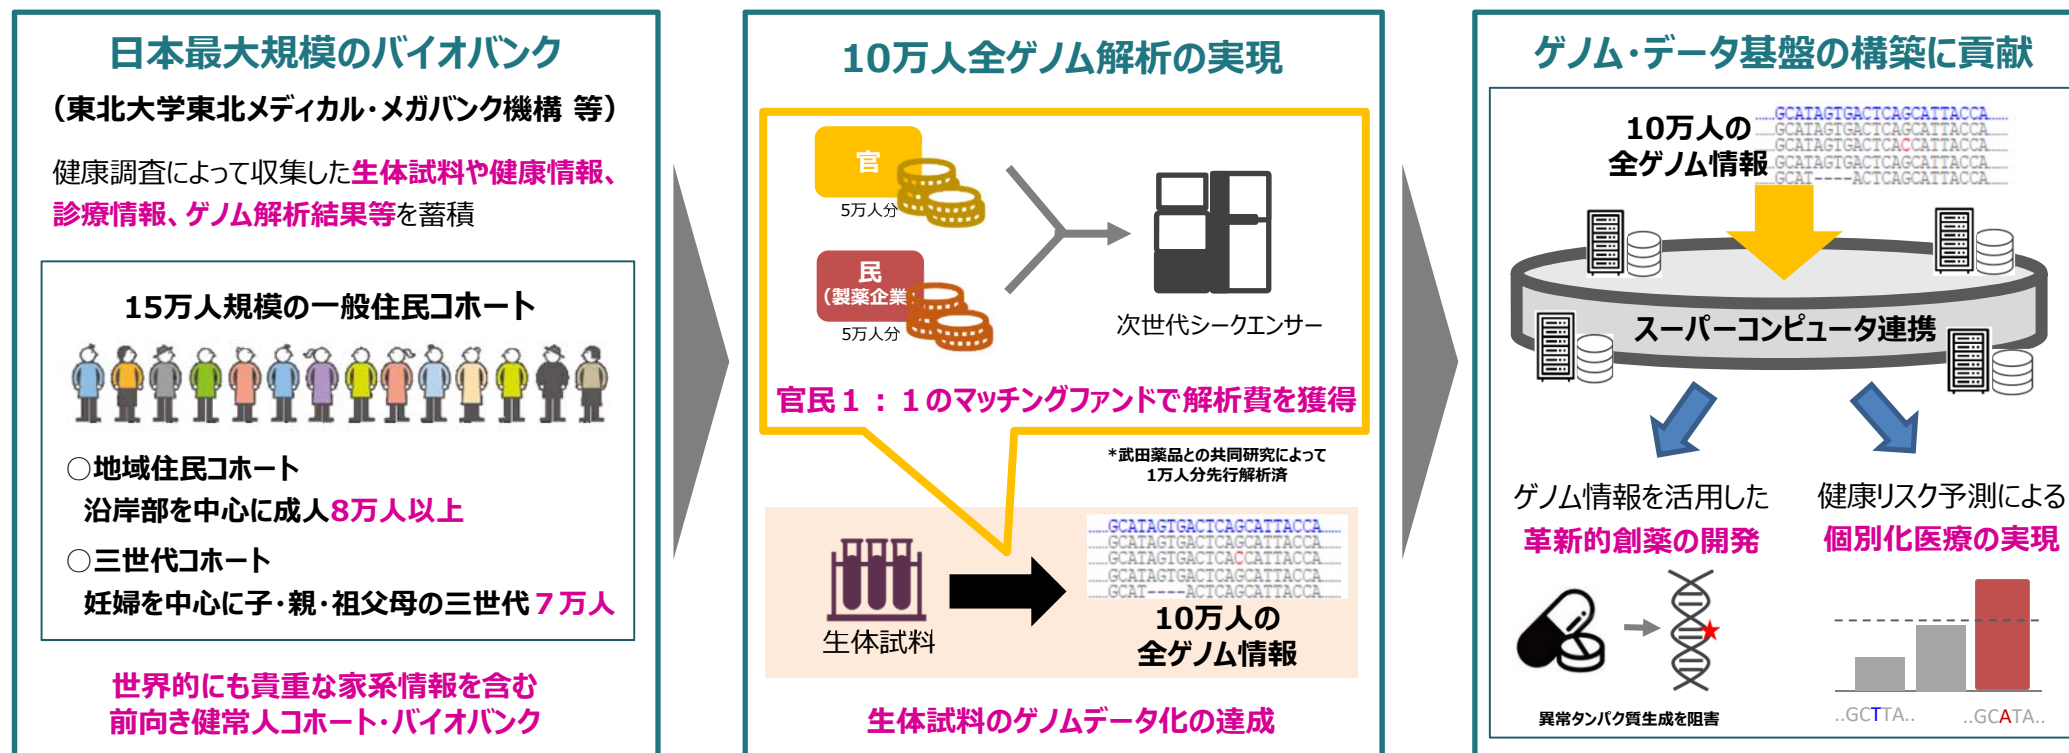 日本最大規模のバイオバンク
（東北大学東北メディカル・メガバンク機構 等）
健康調査によって収集した生体試料や健康情報、
診療情報、ゲノム解析結果等を蓄積
15万人規模の一般住民コホート
○地域住民コホート
沿岸部を中心に成人8万人以上
○三世代コホート
妊婦を中心に子・親・祖父母の三世代７万人
世界的にも貴重な家系情報を含む
前向き健常人コホート・バイオバンク
10万人全ゲノム解析の実現
官
5万人分
民
（製薬企業
5万人分
次世代シークエンサー
官民１：１のマッチングファンドで解析費を獲得
*武田薬品との共同研究によって
1万人分先行解析済
生体試料
......GCATAGTGACTCAGCATTACCA......
......GCATAGTGACTCAGCATTACCA......
......GCATAGTGACTCACCATTACCA......
......GCATAGTGACTCAGCATTACCA......
......GCAT----ACTCAGCATTACCA......
10万人の
全ゲノム情報
生体試料のゲノムデータ化の達成
ゲノム・データ基盤の構築に貢献
10万人の
全ゲノム情報
......GCATAGTGACTCAGCATTACCA......
......GCATAGTGACTCAGCATTACCA......
......GCATAGTGACTCACCATTACCA......
......GCATAGTGACTCAGCATTACCA......
......GCAT----ACTCAGCATTACCA......
スーパーコンピュータ連携
ゲノム情報を活用した
革新的創薬の開発
異常タンパク質生成を阻害
健康リスク予測による
個別化医療の実現
..GCTTA..
..GCATA..